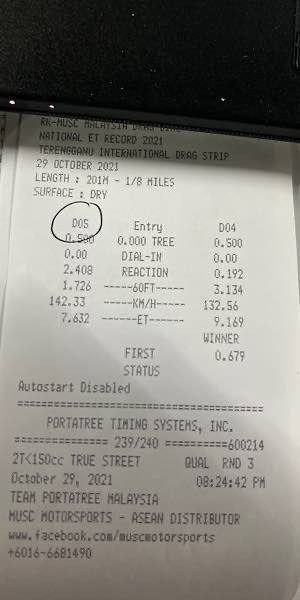 RK-MUSC MALAYSIA DRAG
NATIONAL ET RECORD 2021
TERENGGANU INTERNATIONAL DRAG STRIP
29 OCTOBER 2021
LENGTH : 201M - 1/8 MILES
SURFACE : DRY
D05 Entry D04
0.500 0.000 TREE 0.500
0.00 DIAL-IN 0.00
2.408 REACTION 0.192
1.726 -----60FT----- 3.134
142.33 -----KM/H----- 132.56
7.632 ------ET------ 9.169
WINNER
FIRST 0.679
STATUS
Autostart Disabled
=====================================
PORTATREE TIMING SYSTEMS, INC.
============ 239/240 ==========600214
2T<150cc TRUE STREET QUAL RND 3
October 29, 2021 08:24:42 PM
TEAM PORTATREE MALAYSIA
MUSC MOTORSPORTS - ASEAN DISTRIBUTOR
www.facebook.com/muscmotorsports
+6016-6681490